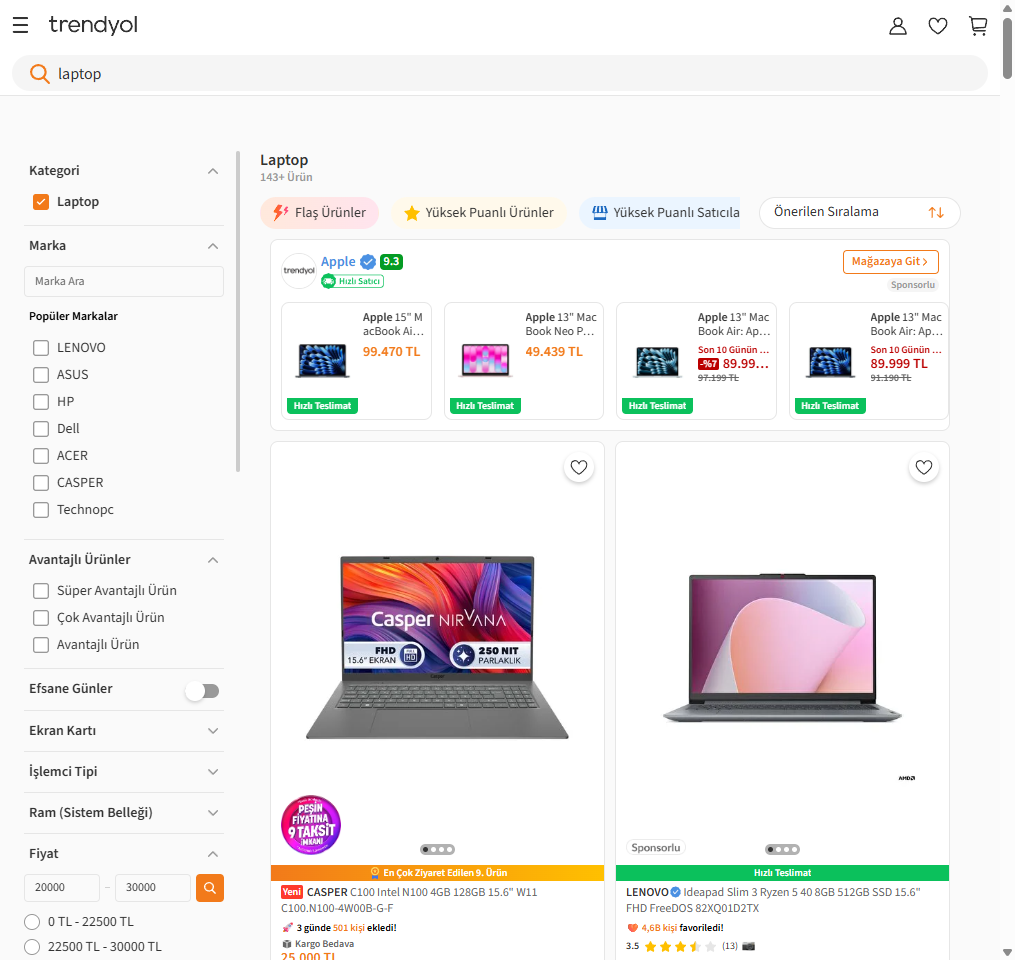 trendyol
laptop
Kategori
Laptop
Marka
Marka Ara
Popüler Markalar
LENOVO
ASUS
HP
Dell
ACER
CASPER
Technopc
Avantajlı Ürünler
Süper Avantajlı Ürün
Çok Avantajlı Ürün
Avantajlı Ürün
Efsane Günler
Ekran Kartı
İşlemci Tipi
Ram (Sistem Belleği)
Fiyat
20000 – 30000
0 TL - 22500 TL
22500 TL - 30000 TL
Laptop
143+ Ürün
Flaş Ürünler
Yüksek Puanlı Ürünler
Yüksek Puanlı Satıcıla
Önerilen Sıralama
trendyol
Apple 9.3
Hızlı Satıcı
Mağazaya Git
Sponsorlu
Apple 15" M
acBook Ai...
99.470 TL
Hızlı Teslimat
Apple 13" Mac
Book Neo P...
49.439 TL
Hızlı Teslimat
Apple 13" Mac
Book Air: Ap...
Son 10 Günün ...
-%7 89.99...
97.199 TL
Hızlı Teslimat
Apple 13" Mac
Book Air: Ap...
Son 10 Günün ...
89.999 TL
91.190 TL
Hızlı Teslimat
Casper NIRVANA
FHD
15.6" EKRAN
FULL
HD
250 NIT
PARLAKLIK
Casper
PEŞİN
FİYATINA
9 TAKSİT
İMKANI
En Çok Ziyaret Edilen 9. Ürün
Yeni CASPER C100 Intel N100 4GB 128GB 15.6" W11
C100.N100-4W00B-G-F
3 günde 501 kişi ekledi!
Kargo Bedava
25.000 TL
AMD
Sponsorlu
Hızlı Teslimat
LENOVO Ideapad Slim 3 Ryzen 5 40 8GB 512GB SSD 15.6"
FHD FreeDOS 82XQ01D2TX
4,6B kişi favoriledi!
3.5 (13)